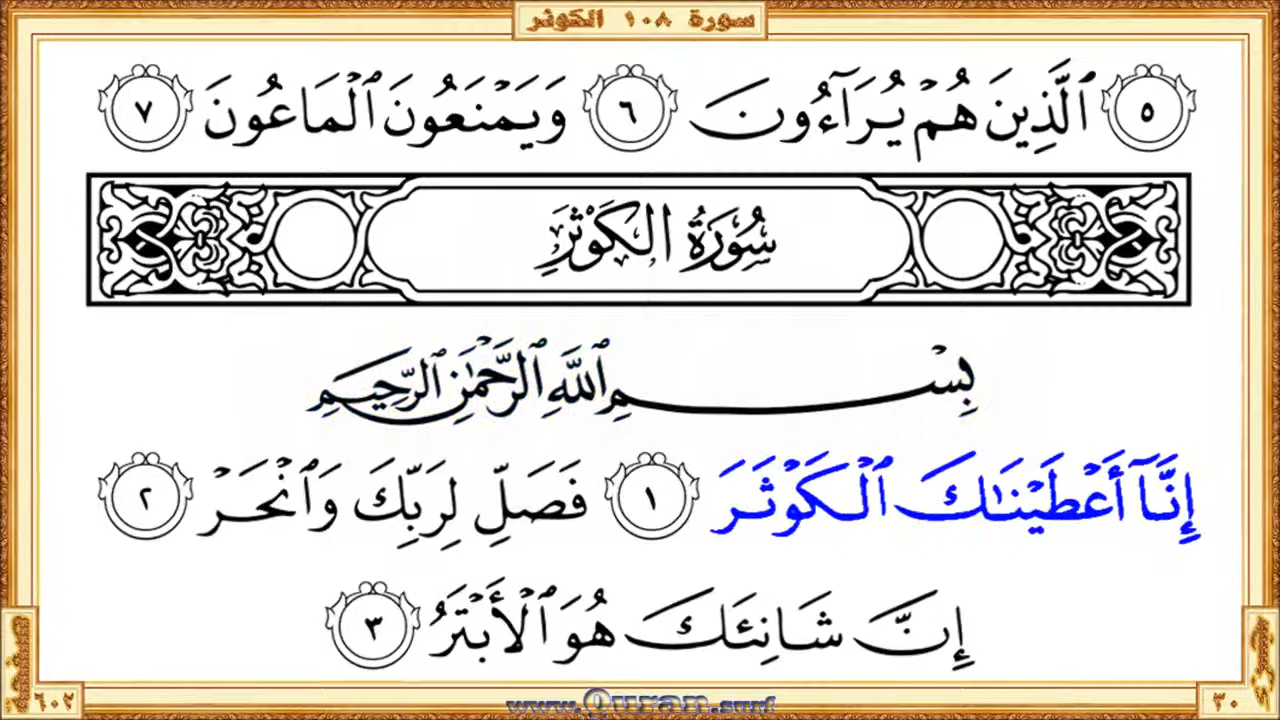 سورة ١٠٨ الكوثر
٥ ٱلَّذِينَ هُمْ يُرَآءُونَ ٦ وَيَمْنَعُونَ ٱلْمَاعُونَ ٧
سُورَةُ الكَوْثَرِ
بِسْمِ ٱللَّهِ ٱلرَّحْمَٰنِ ٱلرَّحِيمِ
إِنَّآ أَعْطَيْنَٰكَ ٱلْكَوْثَرَ ١ فَصَلِّ لِرَبِّكَ وَٱنْحَرْ ٢
إِنَّ شَانِئَكَ هُوَ ٱلْأَبْتَرُ ٣
٣٠
www.Quran.surf
٦٠٢